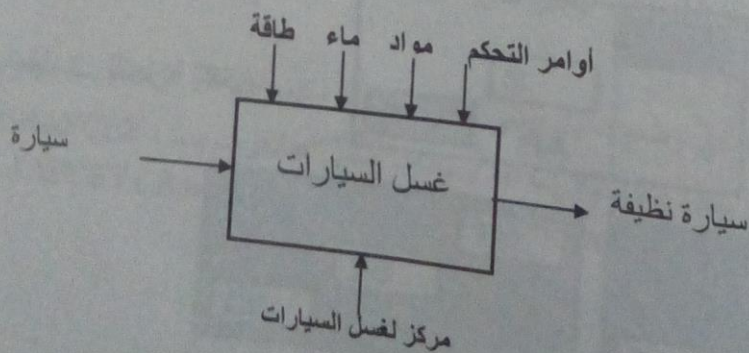 أوامر التحكم
مواد
ماء
طاقة
سيارة
غسل السيارات
سيارة نظيفة
مركز لغسل السيارات